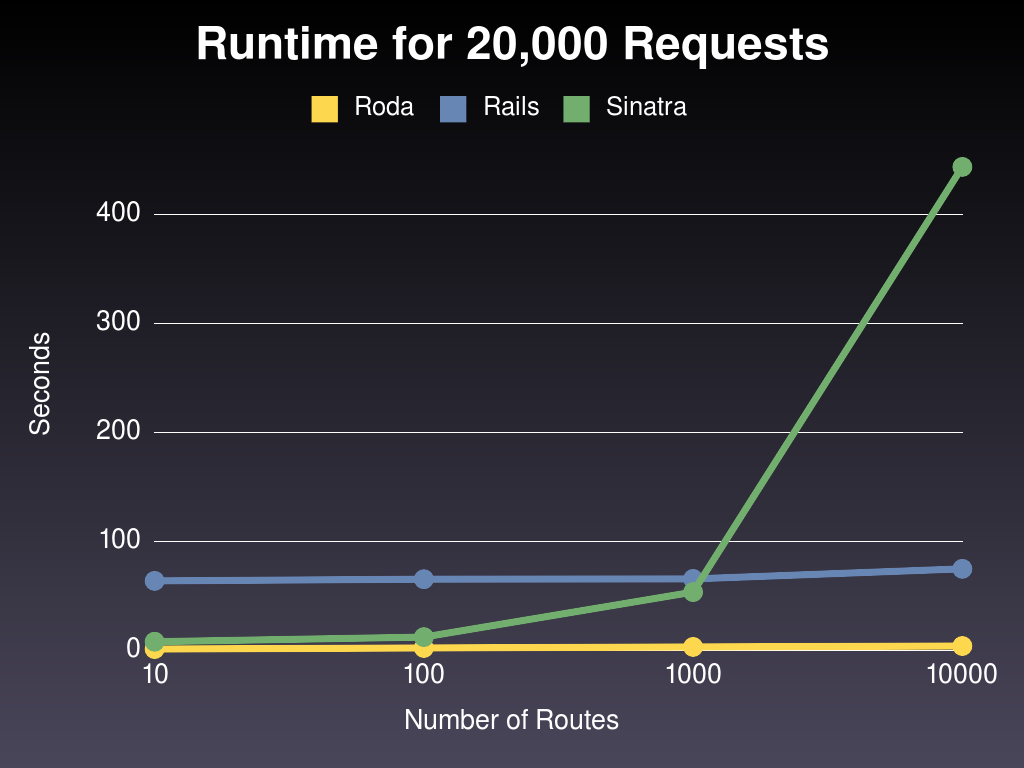 Runtime for 20,000 Requests
Roda Rails Sinatra
400
300
200
100
0
Seconds
10 100 1000 10000
Number of Routes